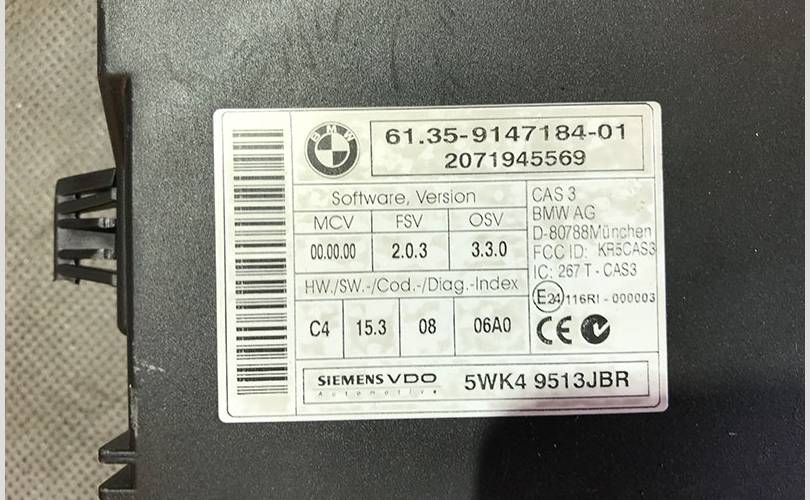 BMW
61.35-9147184-01
2071945569
Software, Version
MCV FSV OSV
00.00.00 2.0.3 3.3.0
HW./SW.-/Cod.-/Diag.-Index
C4 15.3 08 06A0
CAS 3
BMW AG
D-80788München
FCC ID: KR5CAS3
IC: 267 T - CAS3
E24 116RI - 000003
CE
SIEMENS VDO
Automotive
5WK4 9513JBR